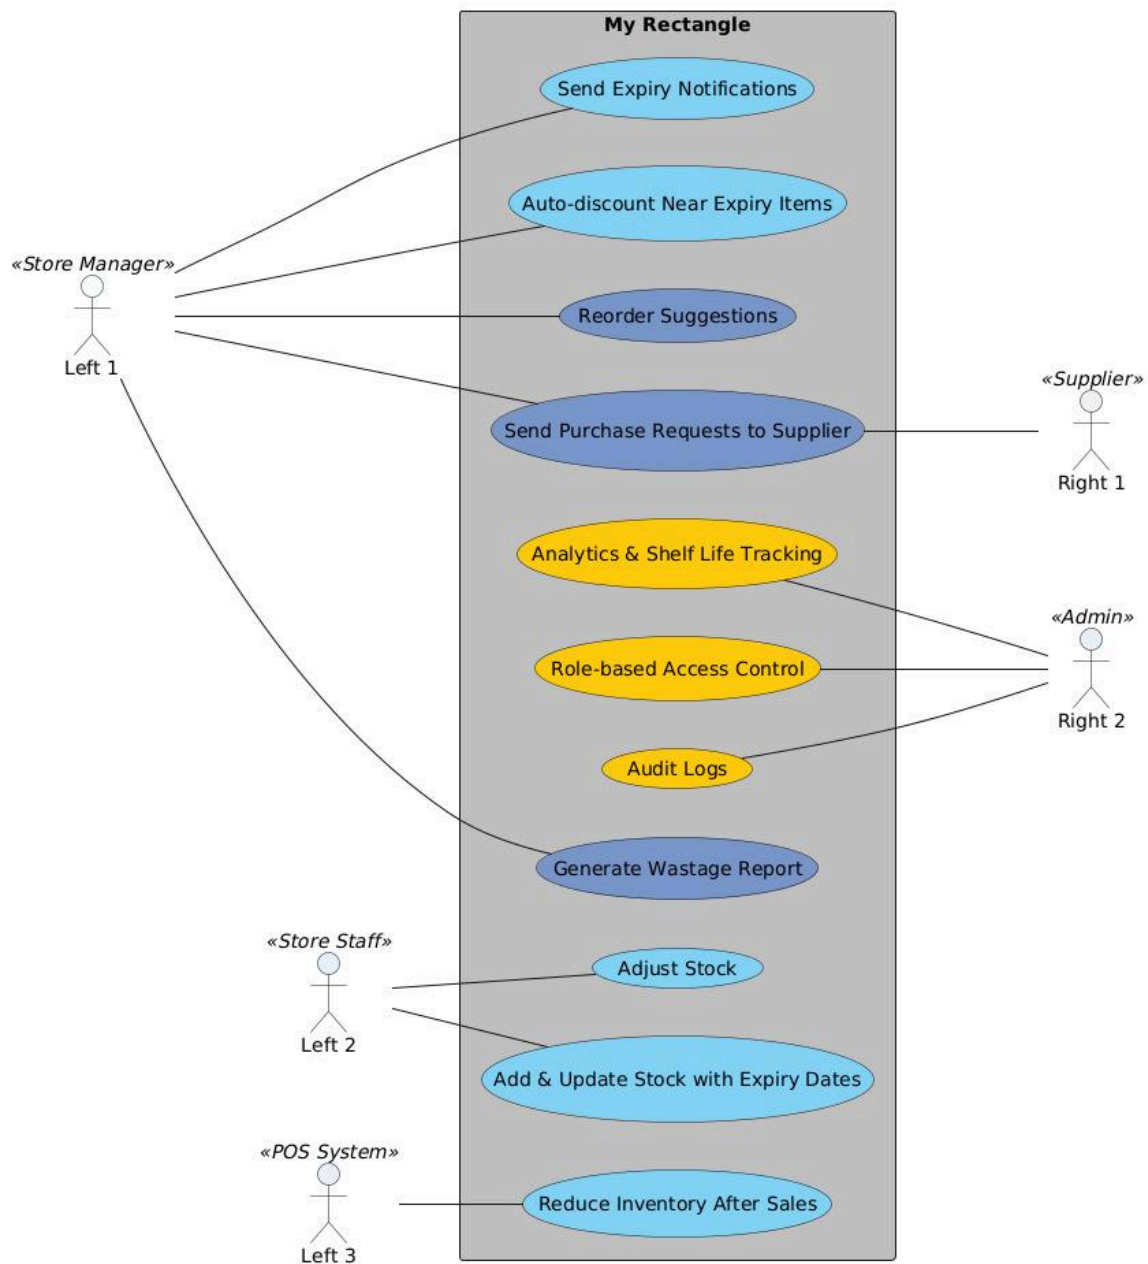 My Rectangle
Send Expiry Notifications
Auto-discount Near Expiry Items
«Store Manager»
Left 1
Reorder Suggestions
Send Purchase Requests to Supplier
«Supplier»
Right 1
Analytics & Shelf Life Tracking
«Admin»
Right 2
Role-based Access Control
Audit Logs
Generate Wastage Report
«Store Staff»
Left 2
Adjust Stock
Add & Update Stock with Expiry Dates
«POS System»
Left 3
Reduce Inventory After Sales